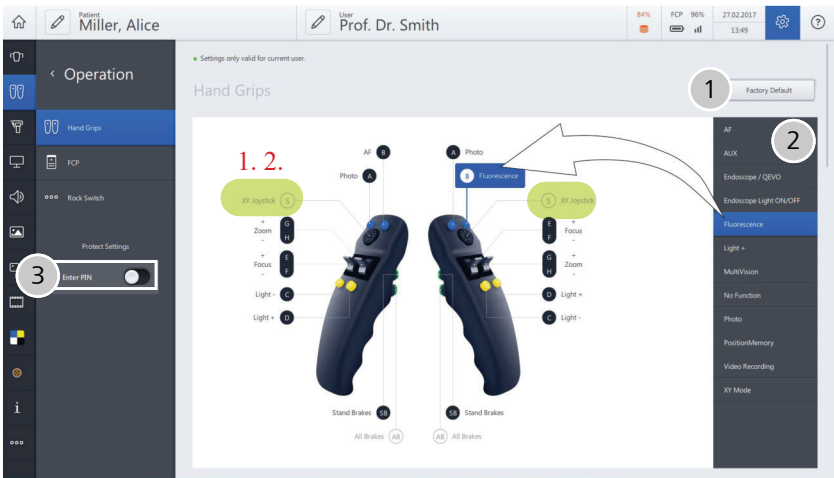 Patient
Miller, Alice
User
Prof. Dr. Smith
84%
FCP 96%
27.02.2017
13:49
?
< Operation
Settings only valid for current user.
Hand Grips
1
Factory Default
Hand Grips
FCP
Rock Switch
Protect Settings
3
Enter PIN
i
1. 2.
AF B
Photo A
XY Joystick S
+
Zoom
-
G
H
+
Focus
-
E
F
Light - C
Light + D
Stand Brakes SB
All Brakes AB
A Photo
B Fluorescence
S XY Joystick
E
F
+
Focus
-
G
H
+
Zoom
-
D Light +
C Light -
SB Stand Brakes
AB All Brakes
2
AF
AUX
Endoscope / QEVO
Endoscope Light ON/OFF
Fluorescence
Light +
MultiVision
No Function
Photo
PositionMemory
Video Recording
XY Mode